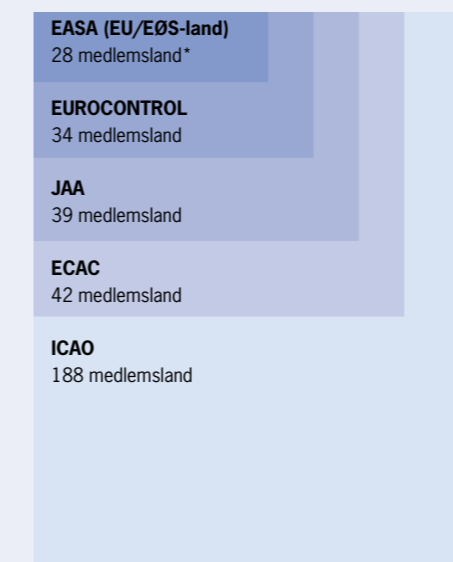 EASA (EU/EØS-land)
28 medlemsland*
EUROCONTROL
34 medlemsland
JAA
39 medlemsland
ECAC
42 medlemsland
ICAO
188 medlemsland